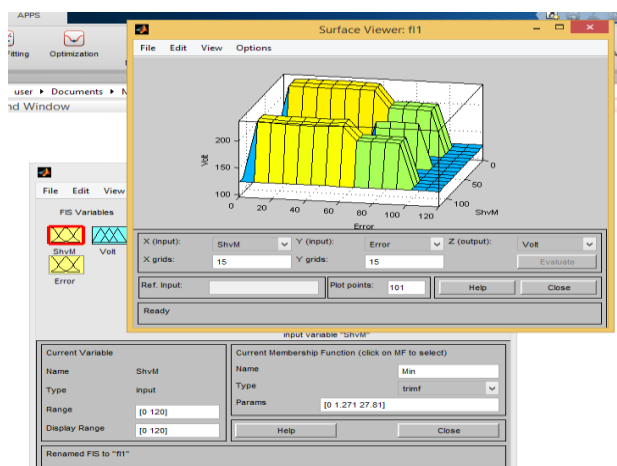 APPS
Surface Viewer: fl1
Fitting
Optimization
File Edit View Options
user Documents
nd Window
200
150
100
Volt
0 20 40 60 80 100 120
Error
0
50
100
ShvM
File Edit View
FIS Variables
ShvM
Volt
Error
X (input): ShvM Y (input): Error Z (output): Volt
X grids: 15 Y grids: 15 Evaluate
Ref. Input: Plot points: 101 Help Close
Ready
input variable "ShvM"
Current Variable
Name ShvM
Type input
Range [0 120]
Display Range [0 120]
Current Membership Function (click on MF to select)
Name Min
Type trimf
Params [0 1.271 27.81]
Help Close
Renamed FIS to "fl1"